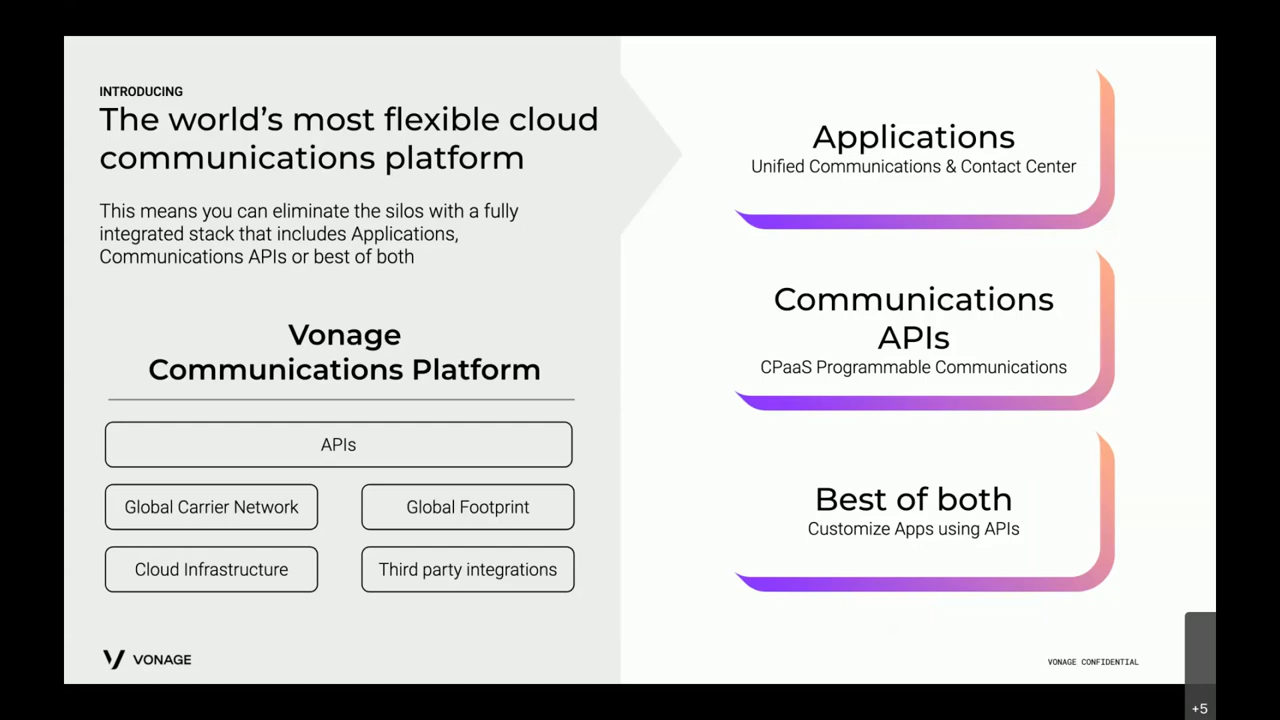 INTRODUCING
The world’s most flexible cloud
communications platform
This means you can eliminate the silos with a fully
integrated stack that includes Applications,
Communications APIs or best of both
Vonage
Communications Platform
APIs
Global Carrier Network
Global Footprint
Cloud Infrastructure
Third party integrations
VONAGE
Applications
Unified Communications & Contact Center
Communications
APIs
CPaaS Programmable Communications
Best of both
Customize Apps using APIs
VONAGE CONFIDENTIAL
+5